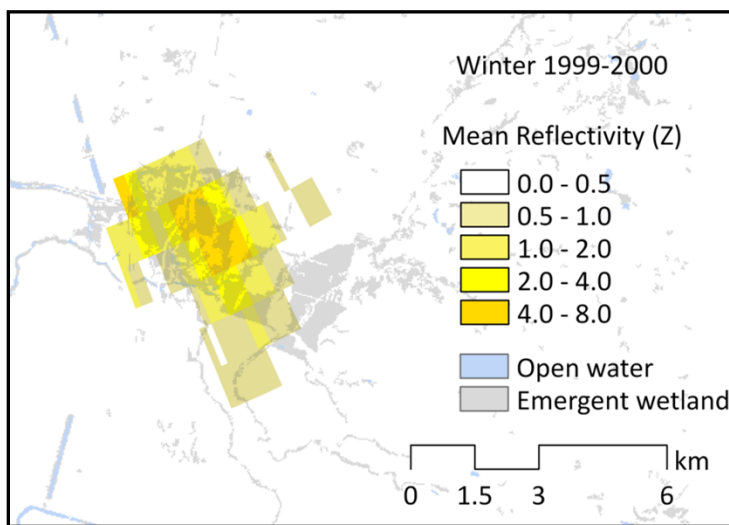 Winter 1999-2000
Mean Reflectivity (Z)
0.0 - 0.5
0.5 - 1.0
1.0 - 2.0
2.0 - 4.0
4.0 - 8.0
Open water
Emergent wetland
km
0 1.5 3 6